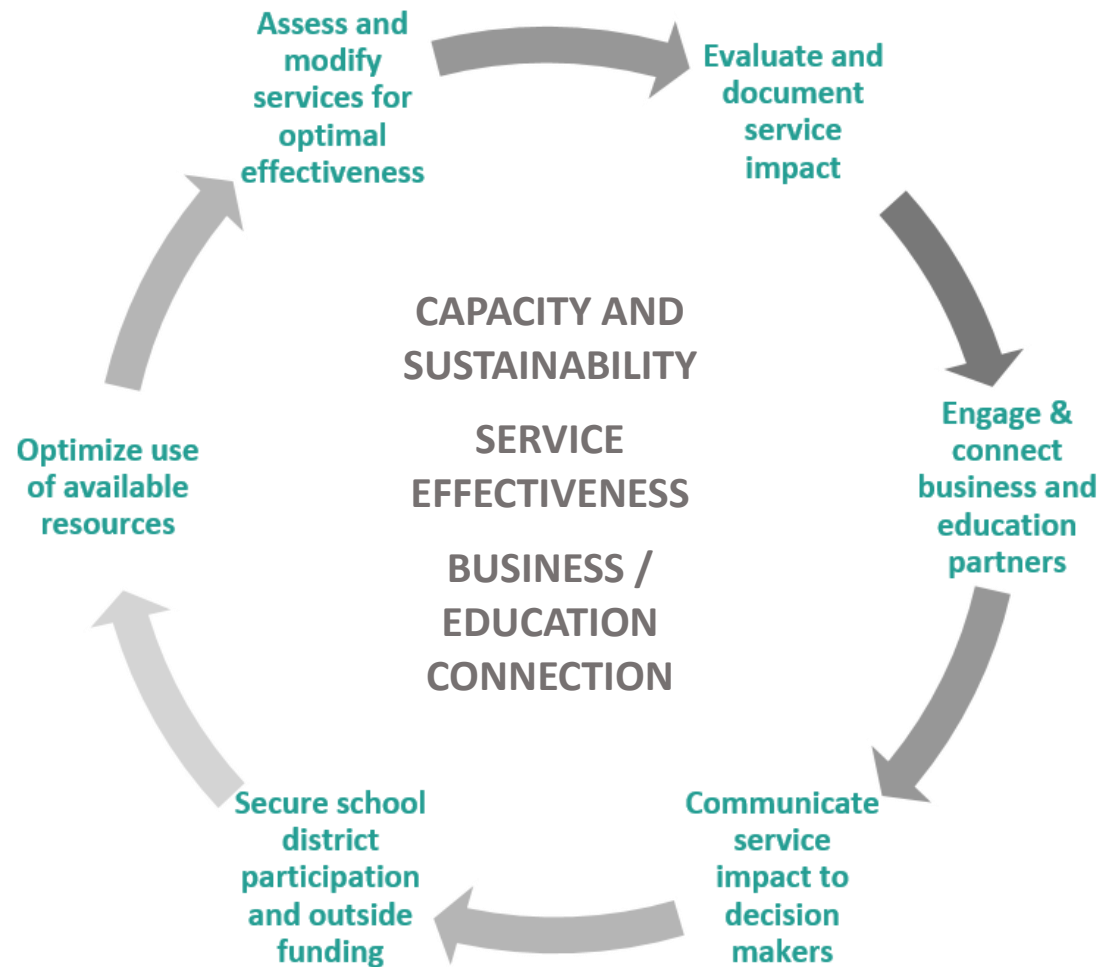 Assess and
modify
services for
optimal
effectiveness
Evaluate and
document
service
impact
Engage &
connect
business and
education
partners
Communicate
service
impact to
decision
makers
Secure school
district
participation
and outside
funding
Optimize use
of available
resources
CAPACITY AND
SUSTAINABILITY
SERVICE
EFFECTIVENESS
BUSINESS /
EDUCATION
CONNECTION